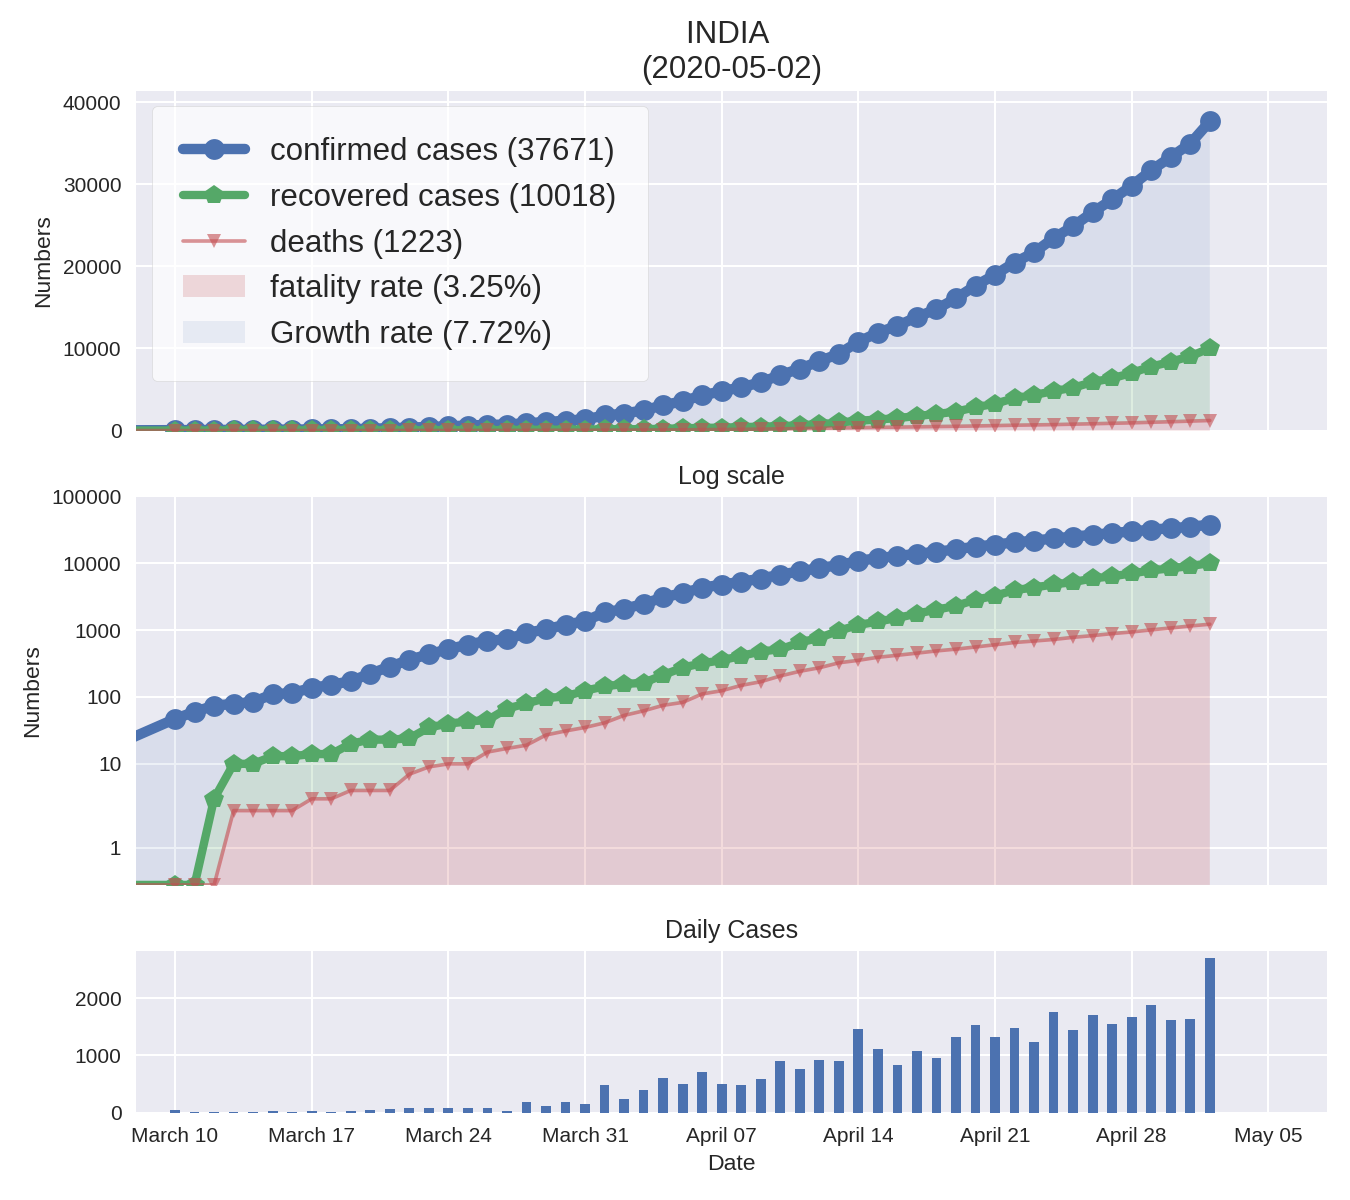 INDIA
(2020-05-02)
40000
30000
20000
10000
0
Numbers
confirmed cases (37671)
recovered cases (10018)
deaths (1223)
fatality rate (3.25%)
Growth rate (7.72%)
Log scale
100000
10000
1000
100
10
1
Numbers
Daily Cases
2000
1000
0
March 10 March 17 March 24 March 31 April 07 April 14 April 21 April 28 May 05
Date